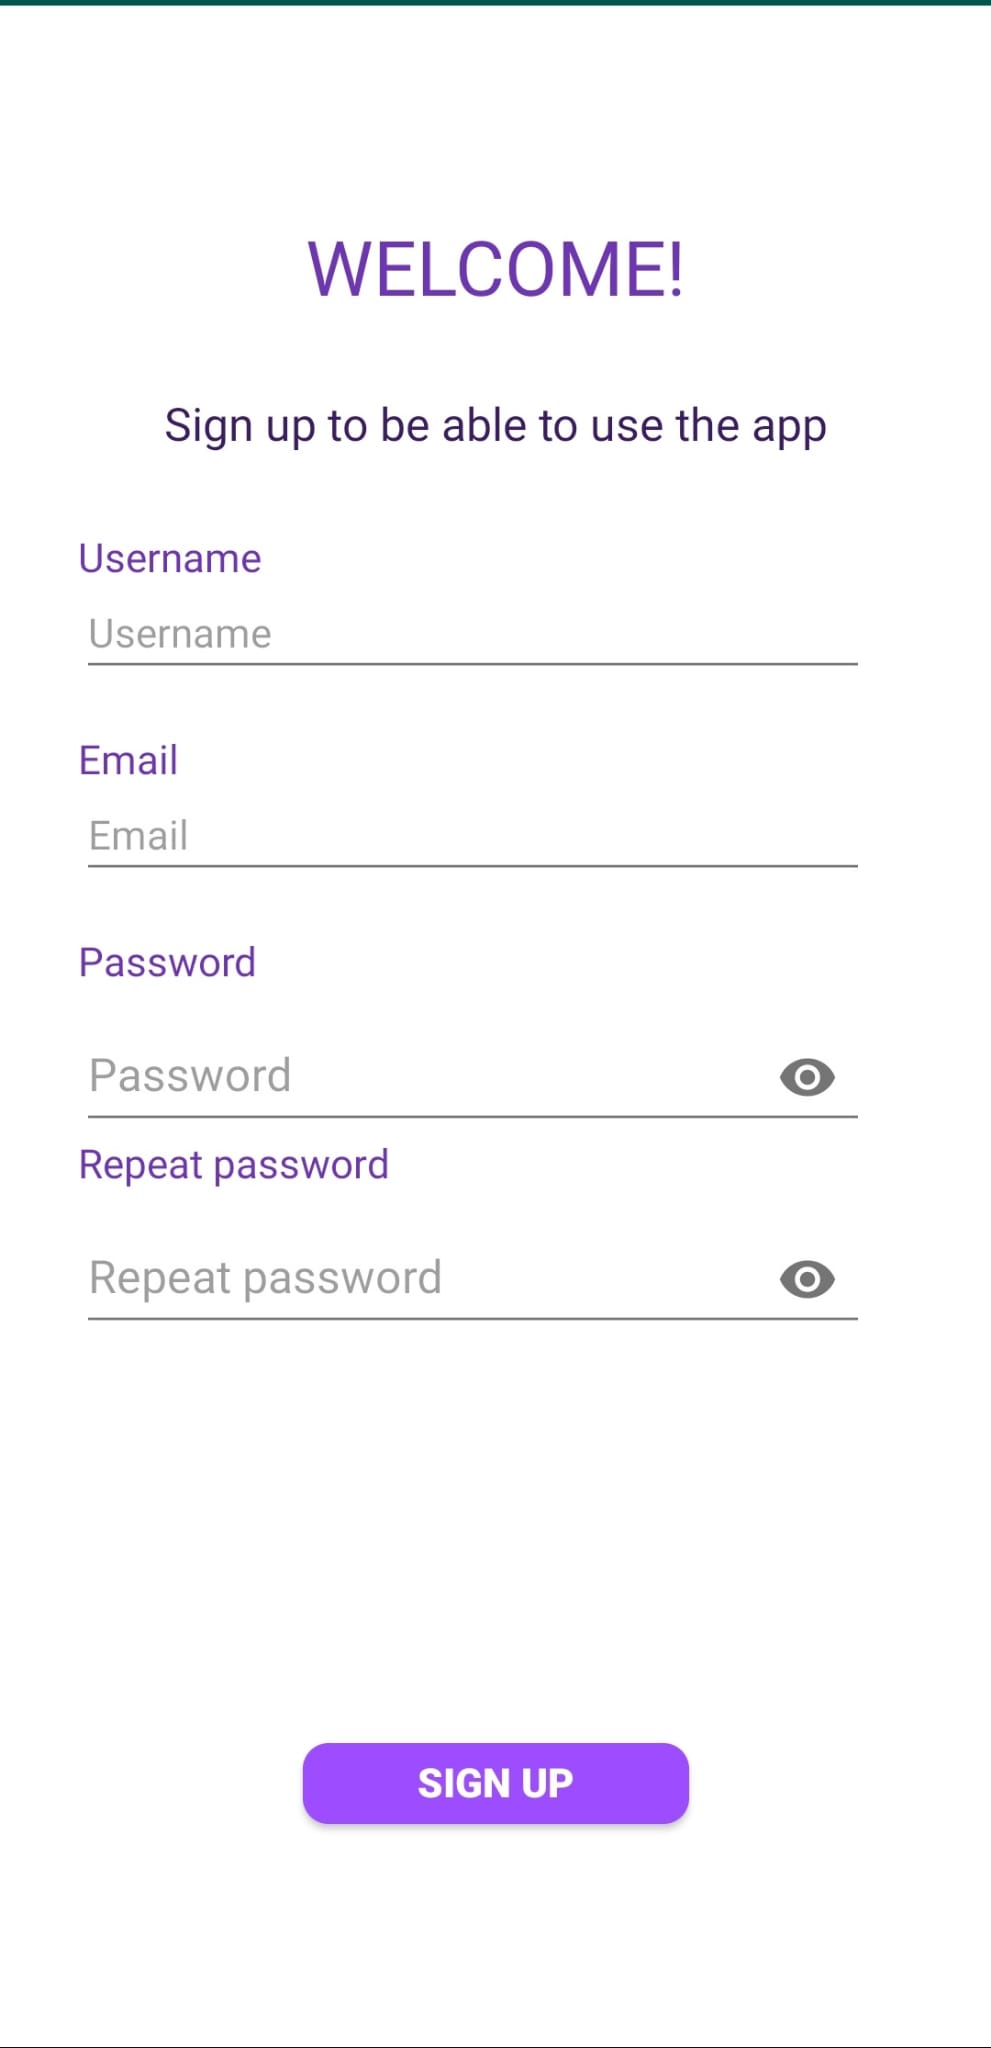 WELCOME!
Sign up to be able to use the app
Username
Username
Email
Email
Password
Password
Repeat password
Repeat password
SIGN UP